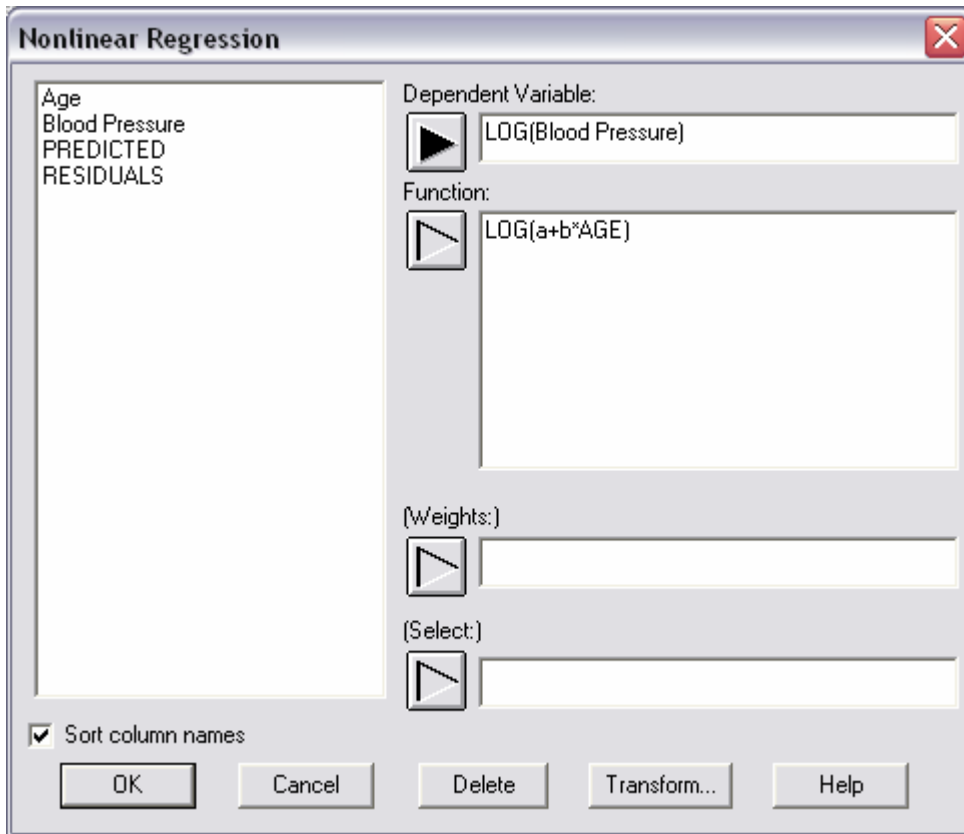 Nonlinear Regression
Age
Blood Pressure
PREDICTED
RESIDUALS
Dependent Variable:
LOG(Blood Pressure)
Function:
LOG(a+b*AGE)
(Weights:)
(Select:)
Sort column names
OK
Cancel
Delete
Transform...
Help